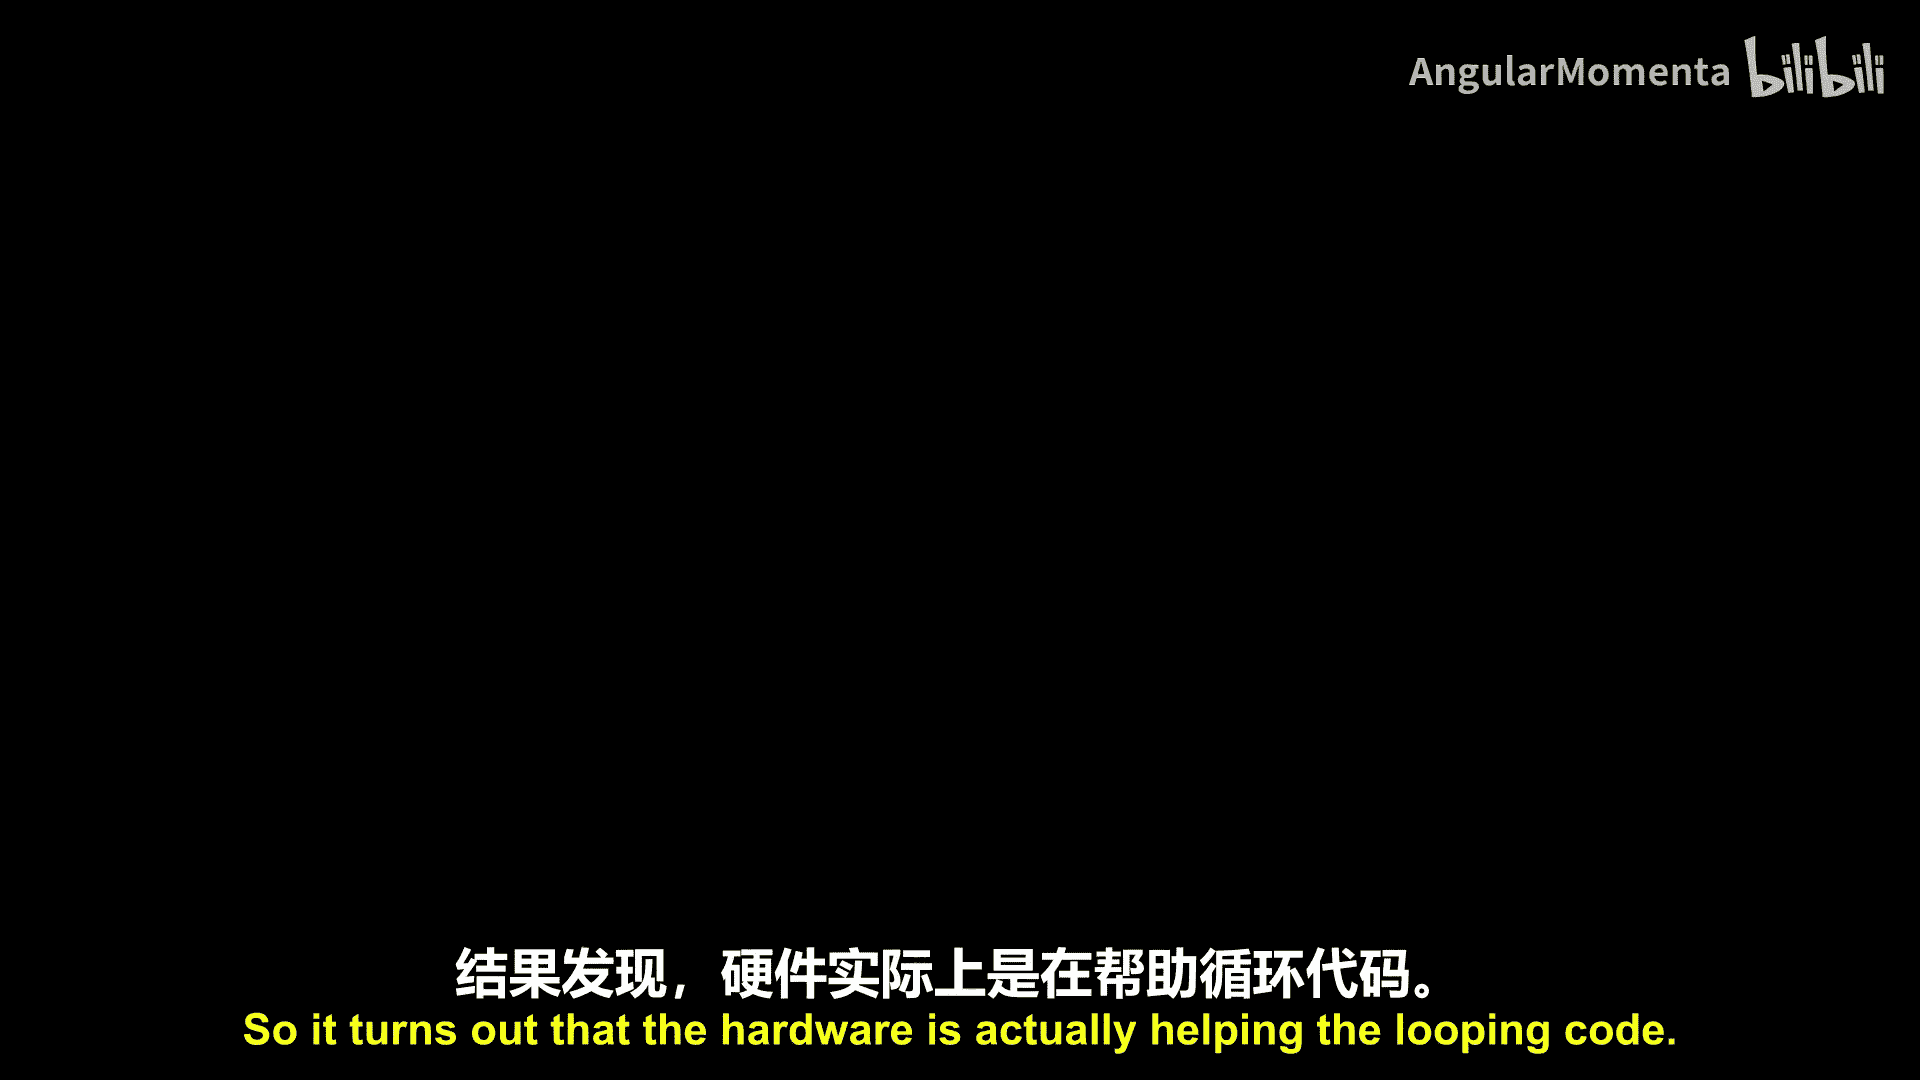 AngularMomenta bilibili
结果发现，硬件实际上是在帮助循环代码。
So it turns out that the hardware is actually helping the looping code.